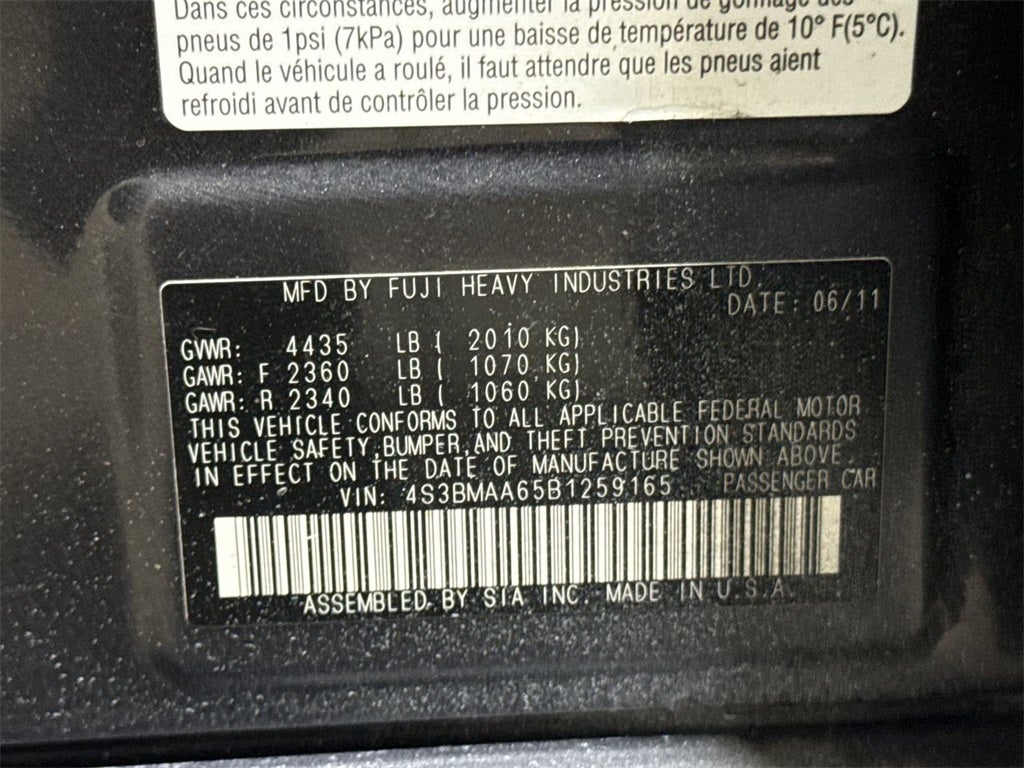 Dans ces circonstances, augmenter la pression de gonflage des
pneus de 1psi (7kPa) pour une baisse de température de 10° F(5°C).
Quand le véhicule a roulé, il faut attendre que les pneus aient
refroidi avant de contrôler la pression.
MFD BY FUJI HEAVY INDUSTRIES LTD.
DATE: 06/11
GVWR: 4435 LB ( 2010 KG)
GAWR: F 2360 LB ( 1070 KG)
GAWR: R 2340 LB ( 1060 KG)
THIS VEHICLE CONFORMS TO ALL APPLICABLE FEDERAL MOTOR
VEHICLE SAFETY,BUMPER,AND THEFT PREVENTION STANDARDS
IN EFFECT ON THE DATE OF MANUFACTURE SHOWN ABOVE.
VIN: 4S3BMAA65B1259165 PASSENGER CAR
ASSEMBLED BY SIA INC. MADE IN U.S.A.